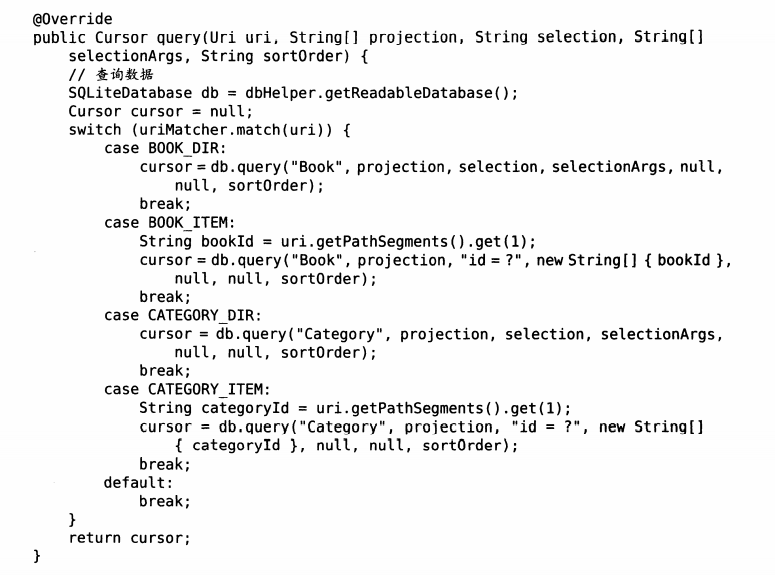 @Override
public Cursor query(Uri uri, String[] projection, String selection, String[]
    selectionArgs, String sortOrder) {
    // 查询数据
    SQLiteDatabase db = dbHelper.getReadableDatabase();
    Cursor cursor = null;
    switch (uriMatcher.match(uri)) {
        case BOOK_DIR:
            cursor = db.query("Book", projection, selection, selectionArgs, null,
                null, sortOrder);
            break;
        case BOOK_ITEM:
            String bookId = uri.getPathSegments().get(1);
            cursor = db.query("Book", projection, "id = ?", new String[] { bookId },
                null, null, sortOrder);
            break;
        case CATEGORY_DIR:
            cursor = db.query("Category", projection, selection, selectionArgs,
                null, null, sortOrder);
            break;
        case CATEGORY_ITEM:
            String categoryId = uri.getPathSegments().get(1);
            cursor = db.query("Category", projection, "id = ?", new String[]
                { categoryId }, null, null, sortOrder);
            break;
        default:
            break;
    }
    return cursor;
}